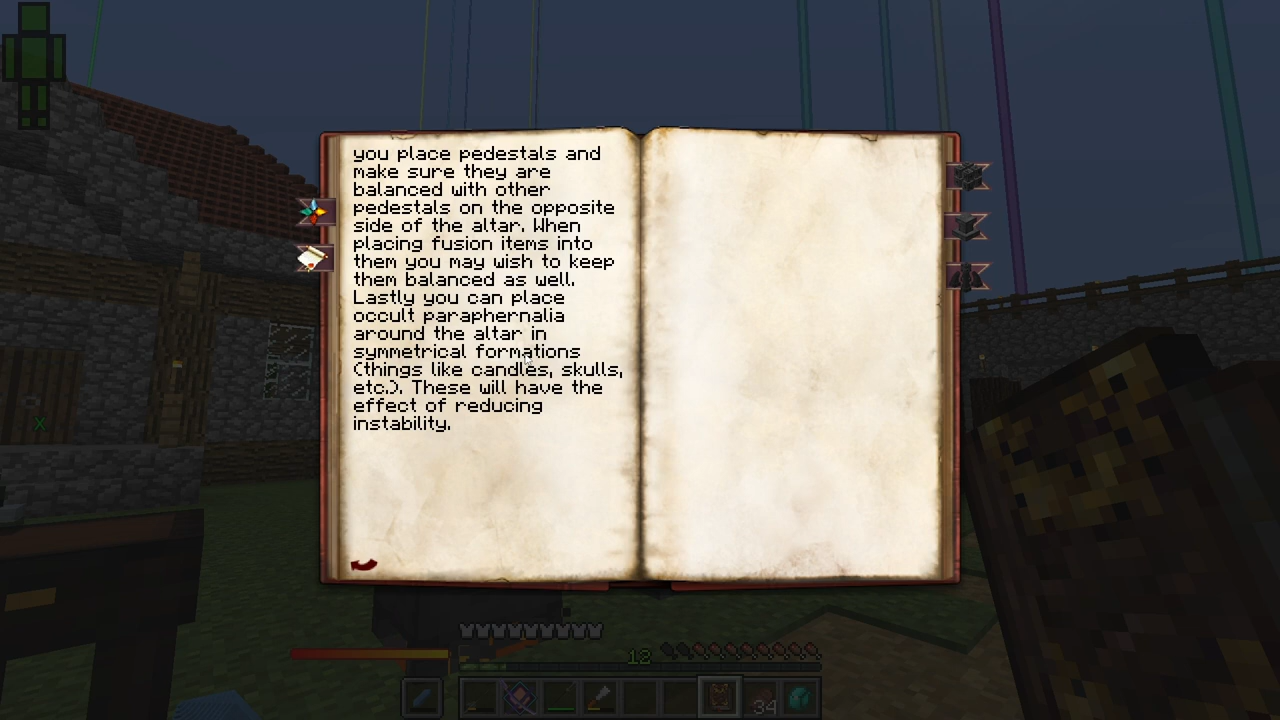 you place pedestals and
make sure they are
balanced with other
pedestals on the opposite
side of the altar. When
placing fusion items into
them you may wish to keep
them balanced as well.
Lastly you can place
occult paraphernalia
around the altar in
symmetrical formations
(things like candles, skulls,
etc.). These will have the
effect of reducing
instability.
X
12
34